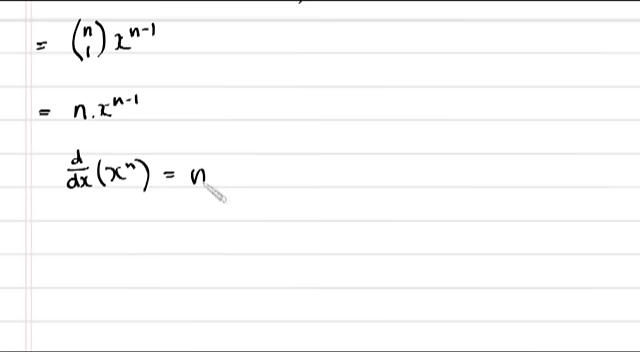 = (n 1) x^{n-1}
= n . x^{n-1}
d/dx (x^n) = n